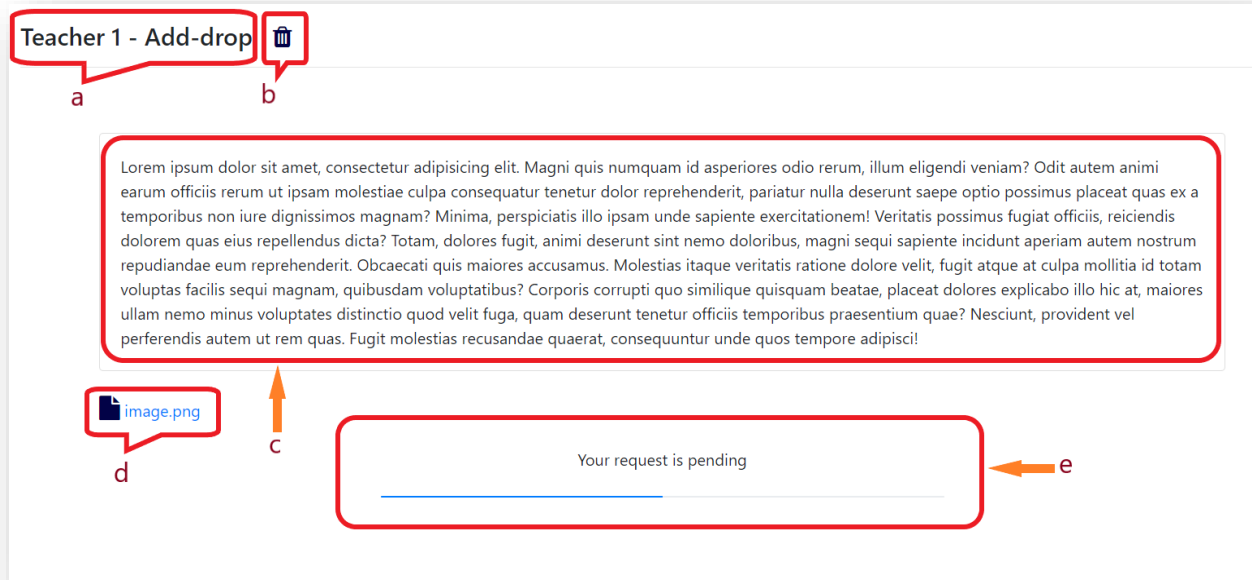 Teacher 1 - Add-drop
a
b
Lorem ipsum dolor sit amet, consectetur adipisicing elit. Magni quis numquam id asperiores odio rerum, illum eligendi veniam? Odit autem animi
earum officiis rerum ut ipsam molestiae culpa consequatur tenetur dolor reprehenderit, pariatur nulla deserunt saepe optio possimus placeat quas ex a
temporibus non iure dignissimos magnam? Minima, perspiciatis illo ipsam unde sapiente exercitationem! Veritatis possimus fugiat officiis, reiciendis
dolorem quas eius repellendus dicta? Totam, dolores fugit, animi deserunt sint nemo doloribus, magni sequi sapiente incidunt aperiam autem nostrum
repudiandae eum reprehenderit. Obcaecati quis maiores accusamus. Molestias itaque veritatis ratione dolore velit, fugit atque at culpa mollitia id totam
voluptas facilis sequi magnam, quibusdam voluptatibus? Corporis corrupti quo similique quisquam beatae, placeat dolores explicabo illo hic at, maiores
ullam nemo minus voluptates distinctio quod velit fuga, quam deserunt tenetur officiis temporibus praesentium quae? Nesciunt, provident vel
perferendis autem ut rem quas. Fugit molestias recusandae quaerat, consequuntur unde quos tempore adipisci!
image.png
c
d
Your request is pending
e